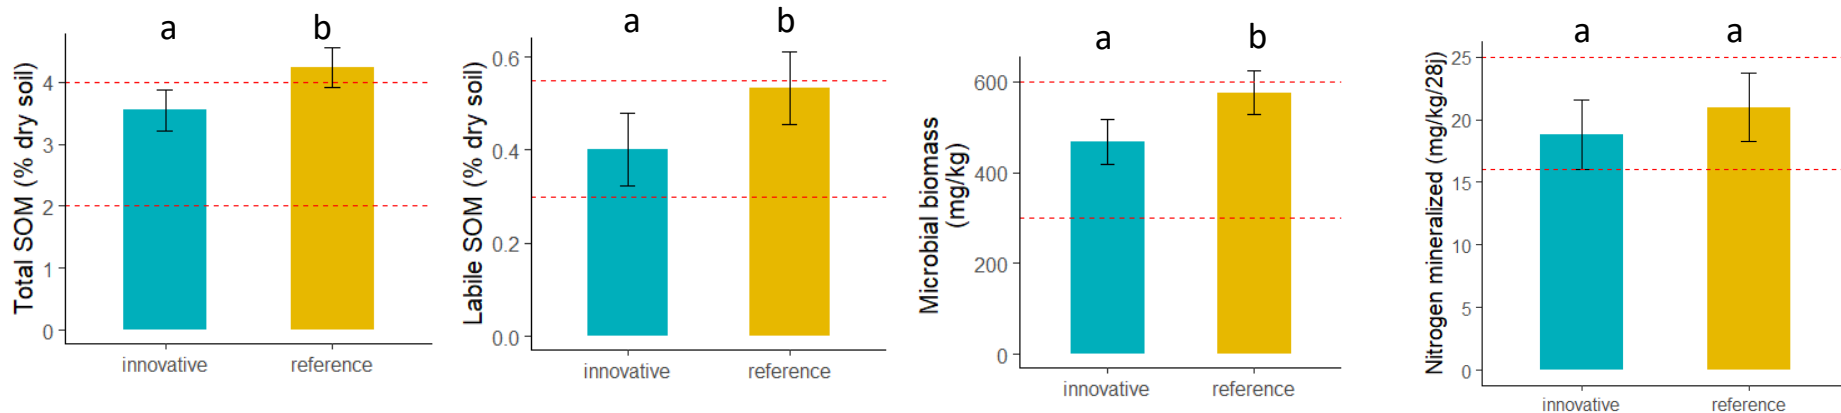 a b
Total SOM (% dry soil)
4
3
2
1
0
innovative reference
a b
Labile SOM (% dry soil)
0.6
0.4
0.2
0.0
innovative reference
a b
Microbial biomass
(mg/kg)
600
400
200
0
innovative reference
a a
Nitrogen mineralized (mg/kg/28j)
25
20
15
10
5
0
innovative reference